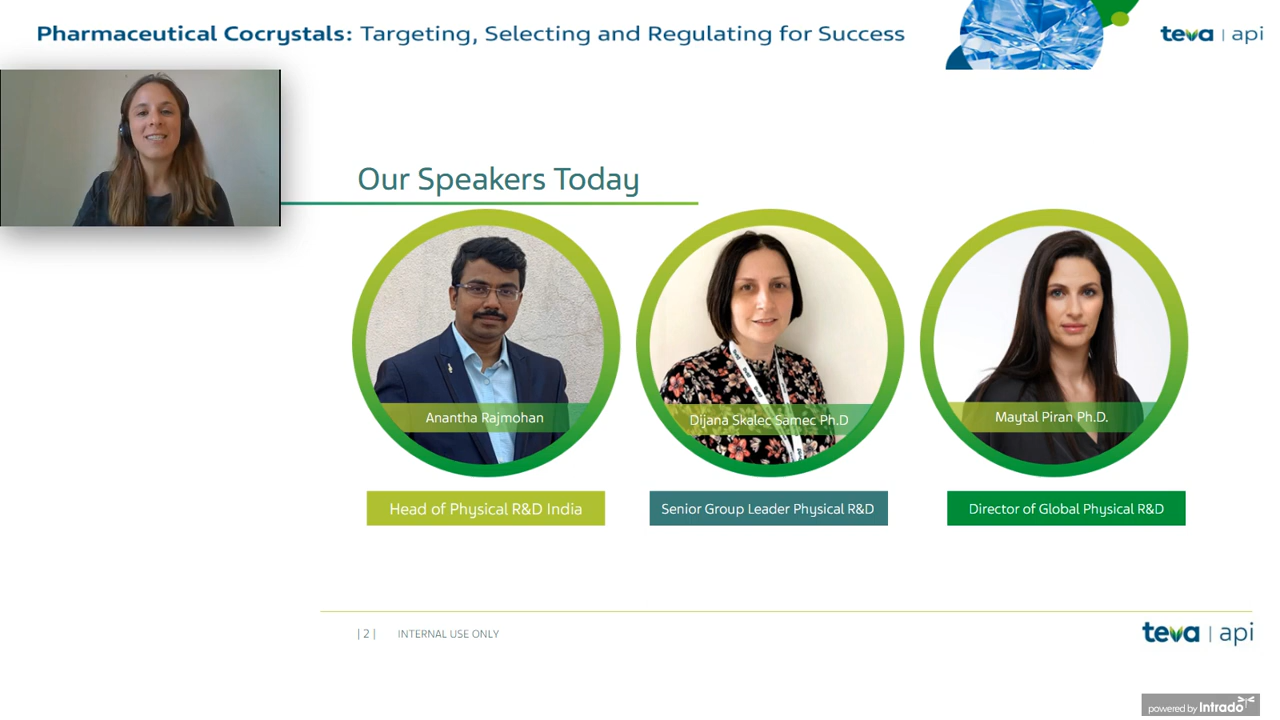 Pharmaceutical Cocrystals: Targeting, Selecting and Regulating for Success
teva | api
Our Speakers Today
Anantha Rajmohan
Dijana Skalec Samec Ph.D
Maytal Piran Ph.D.
Head of Physical R&D India
Senior Group Leader Physical R&D
Director of Global Physical R&D
| 2 | INTERNAL USE ONLY
teva | api
powered by Intrado